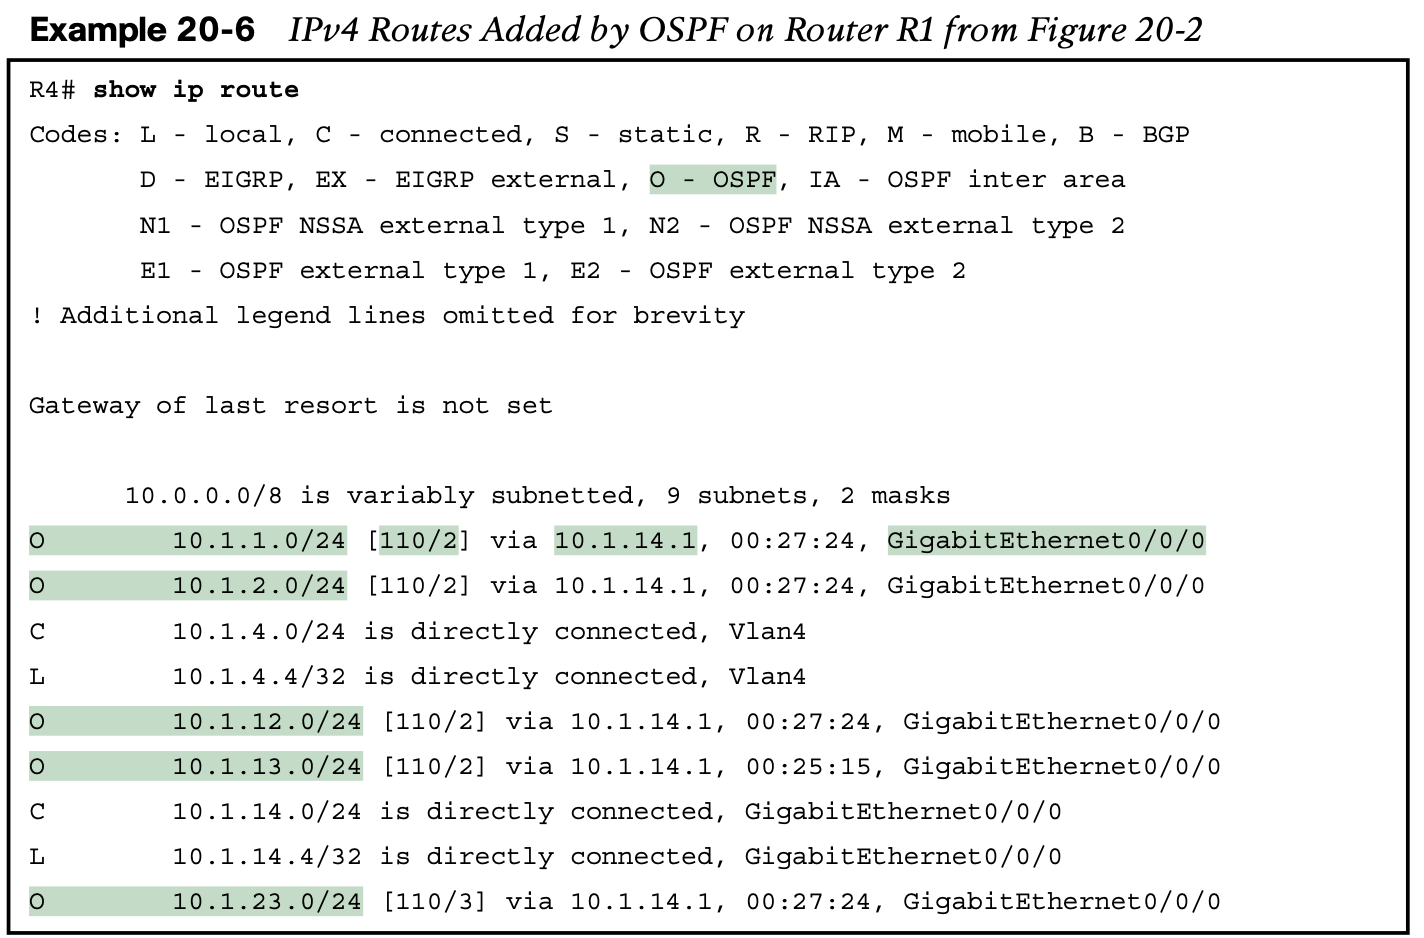 Example 20-6 IPv4 Routes Added by OSPF on Router R1 from Figure 20-2
R4# show ip route
Codes: L - local, C - connected, S - static, R - RIP, M - mobile, B - BGP
D - EIGRP, EX - EIGRP external, O - OSPF, IA - OSPF inter area
N1 - OSPF NSSA external type 1, N2 - OSPF NSSA external type 2
E1 - OSPF external type 1, E2 - OSPF external type 2
! Additional legend lines omitted for brevity
Gateway of last resort is not set
10.0.0.0/8 is variably subnetted, 9 subnets, 2 masks
O 10.1.1.0/24 [110/2] via 10.1.14.1, 00:27:24, GigabitEthernet0/0/0
O 10.1.2.0/24 [110/2] via 10.1.14.1, 00:27:24, GigabitEthernet0/0/0
C 10.1.4.0/24 is directly connected, Vlan4
L 10.1.4.4/32 is directly connected, Vlan4
O 10.1.12.0/24 [110/2] via 10.1.14.1, 00:27:24, GigabitEthernet0/0/0
O 10.1.13.0/24 [110/2] via 10.1.14.1, 00:25:15, GigabitEthernet0/0/0
C 10.1.14.0/24 is directly connected, GigabitEthernet0/0/0
L 10.1.14.4/32 is directly connected, GigabitEthernet0/0/0
O 10.1.23.0/24 [110/3] via 10.1.14.1, 00:27:24, GigabitEthernet0/0/0